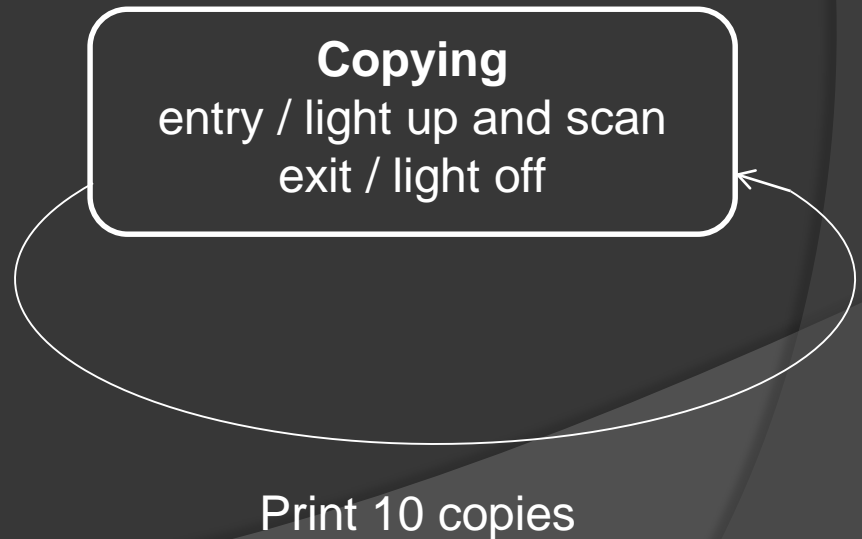 Copying
entry / light up and scan
exit / light off
Print 10 copies